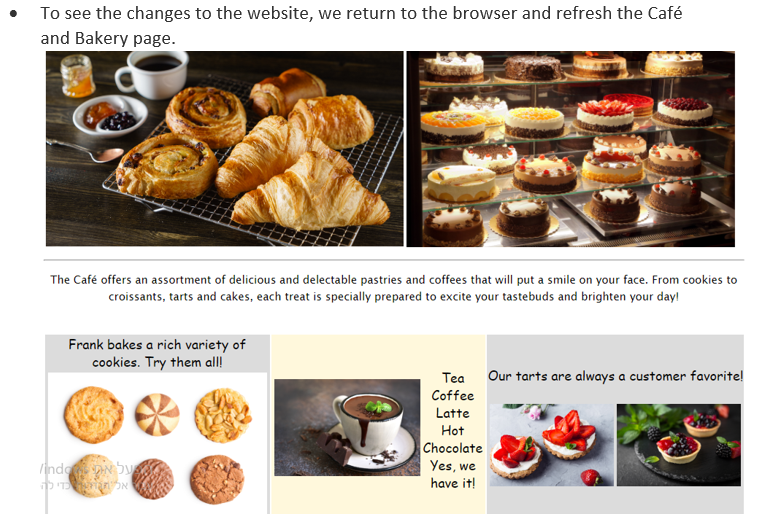 • To see the changes to the website, we return to the browser and refresh the Café
and Bakery page.
The Café offers an assortment of delicious and delectable pastries and coffees that will put a smile on your face. From cookies to
croissants, tarts and cakes, each treat is specially prepared to excite your tastebuds and brighten your day!
Frank bakes a rich variety of
cookies. Try them all!
Tea
Coffee
Latte
Hot
Chocolate
Yes, we
have it!
Our tarts are always a customer favorite!